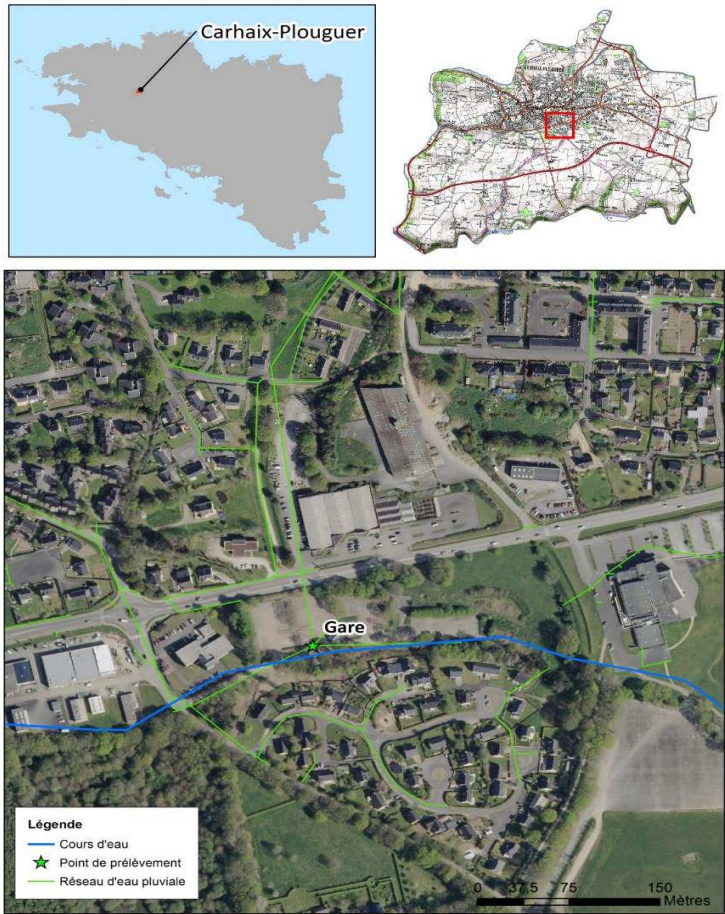 Carhaix-Plouguer
Gare
Légende
Cours d'eau
Point de prélèvement
Réseau d'eau pluviale
0 37,5 75 150
Mètres